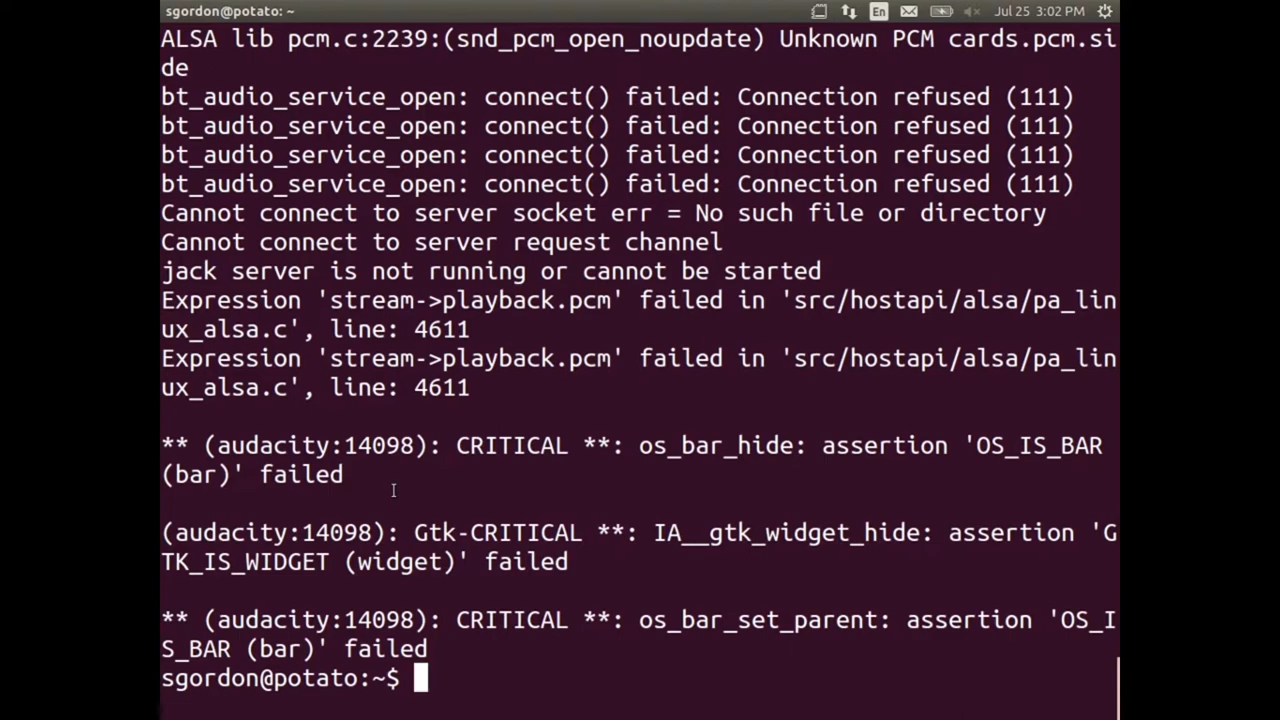 sgordon@potato: ~
En
Jul 25 3:02 PM
ALSA lib pcm.c:2239:(snd_pcm_open_noupdate) Unknown PCM cards.pcm.si
de
bt_audio_service_open: connect() failed: Connection refused (111)
bt_audio_service_open: connect() failed: Connection refused (111)
bt_audio_service_open: connect() failed: Connection refused (111)
bt_audio_service_open: connect() failed: Connection refused (111)
Cannot connect to server socket err = No such file or directory
Cannot connect to server request channel
jack server is not running or cannot be started
Expression 'stream->playback.pcm' failed in 'src/hostapi/alsa/pa_lin
ux_alsa.c', line: 4611
Expression 'stream->playback.pcm' failed in 'src/hostapi/alsa/pa_lin
ux_alsa.c', line: 4611
** (audacity:14098): CRITICAL **: os_bar_hide: assertion 'OS_IS_BAR
(bar)' failed
(audacity:14098): Gtk-CRITICAL **: IA__gtk_widget_hide: assertion 'G
TK_IS_WIDGET (widget)' failed
** (audacity:14098): CRITICAL **: os_bar_set_parent: assertion 'OS_I
S_BAR (bar)' failed
sgordon@potato:~$